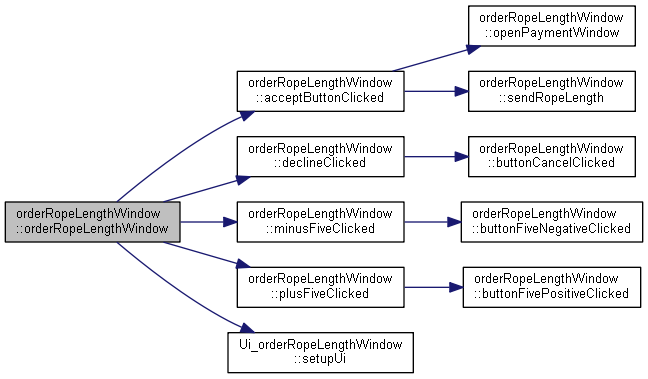 orderRopeLengthWindow
::openPaymentWindow
orderRopeLengthWindow
::acceptButtonClicked
orderRopeLengthWindow
::sendRopeLength
orderRopeLengthWindow
::declineClicked
orderRopeLengthWindow
::buttonCancelClicked
orderRopeLengthWindow
::orderRopeLengthWindow
orderRopeLengthWindow
::minusFiveClicked
orderRopeLengthWindow
::buttonFiveNegativeClicked
orderRopeLengthWindow
::plusFiveClicked
orderRopeLengthWindow
::buttonFivePositiveClicked
Ui_orderRopeLengthWindow
::setupUi